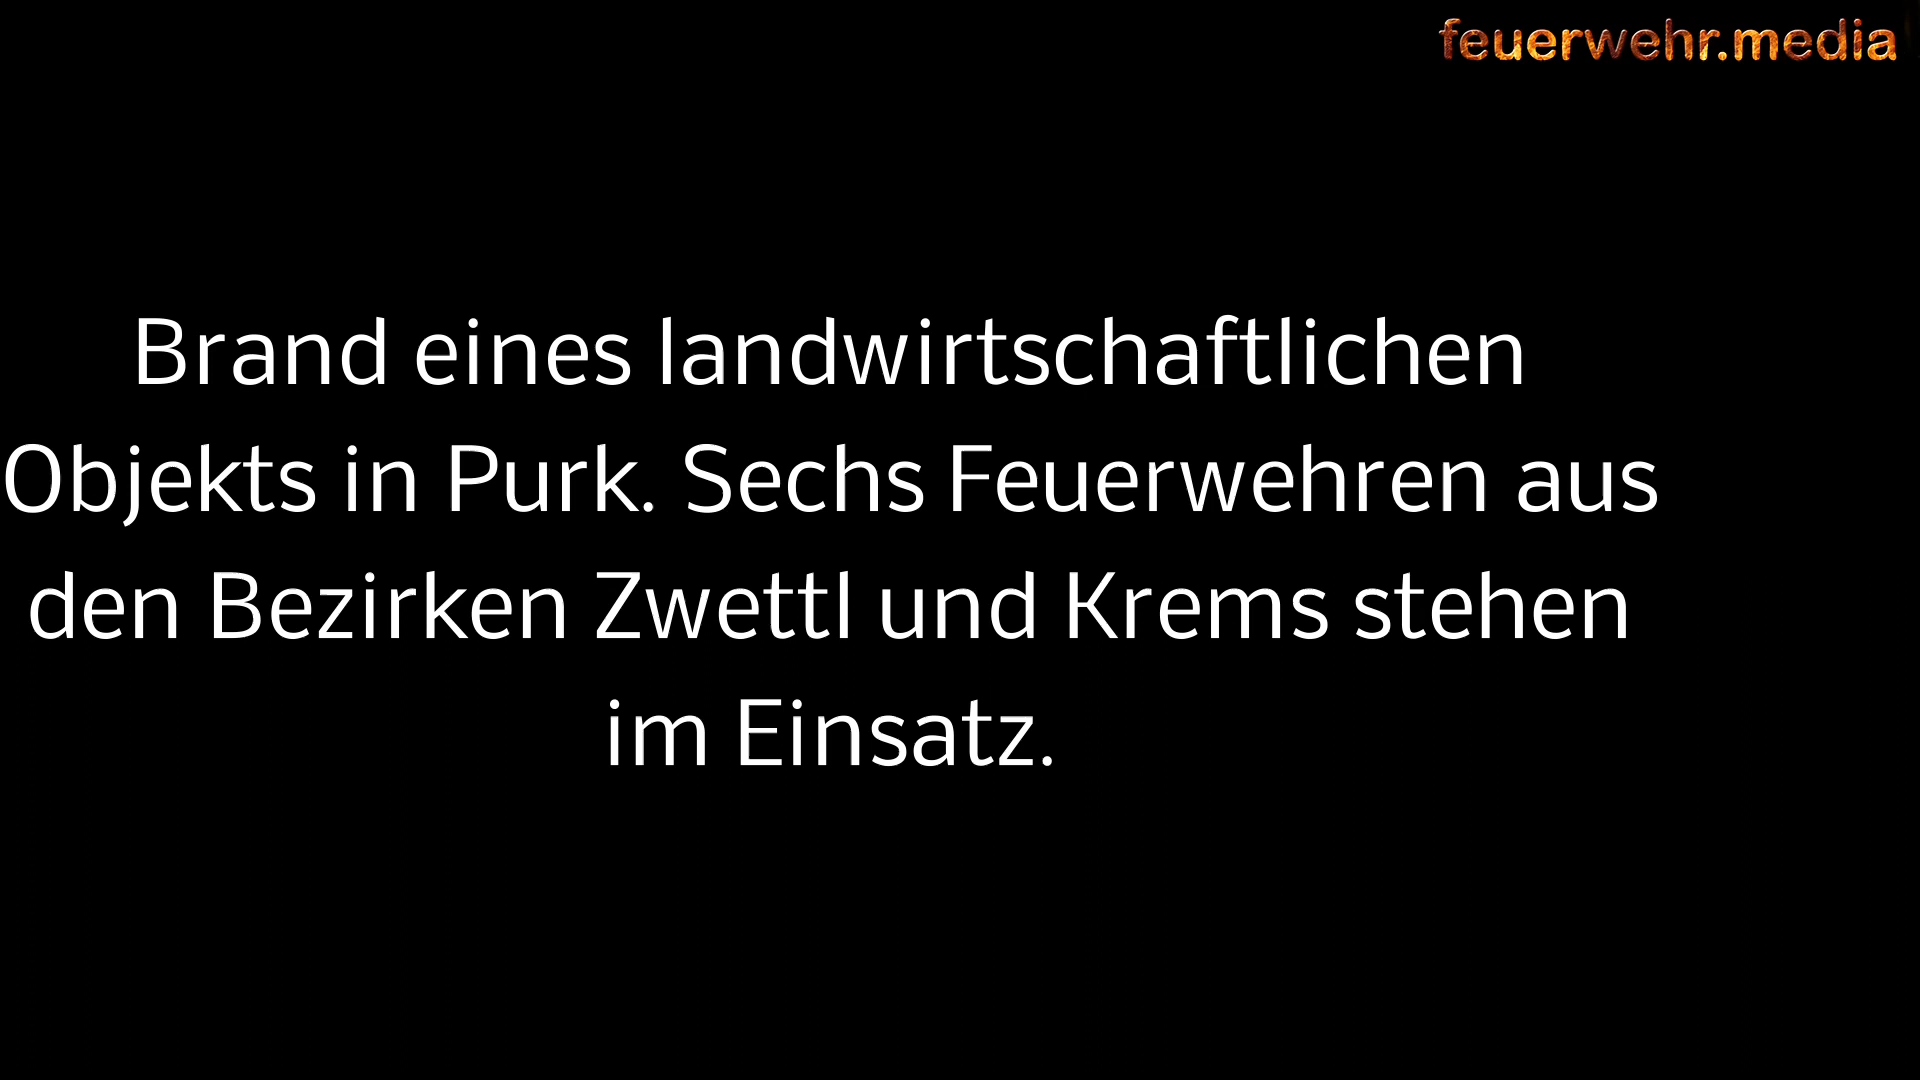 feuerwehr.media
Brand eines landwirtschaftlichen
Objekts in Purk. Sechs Feuerwehren aus
den Bezirken Zwettl und Krems stehen
im Einsatz.